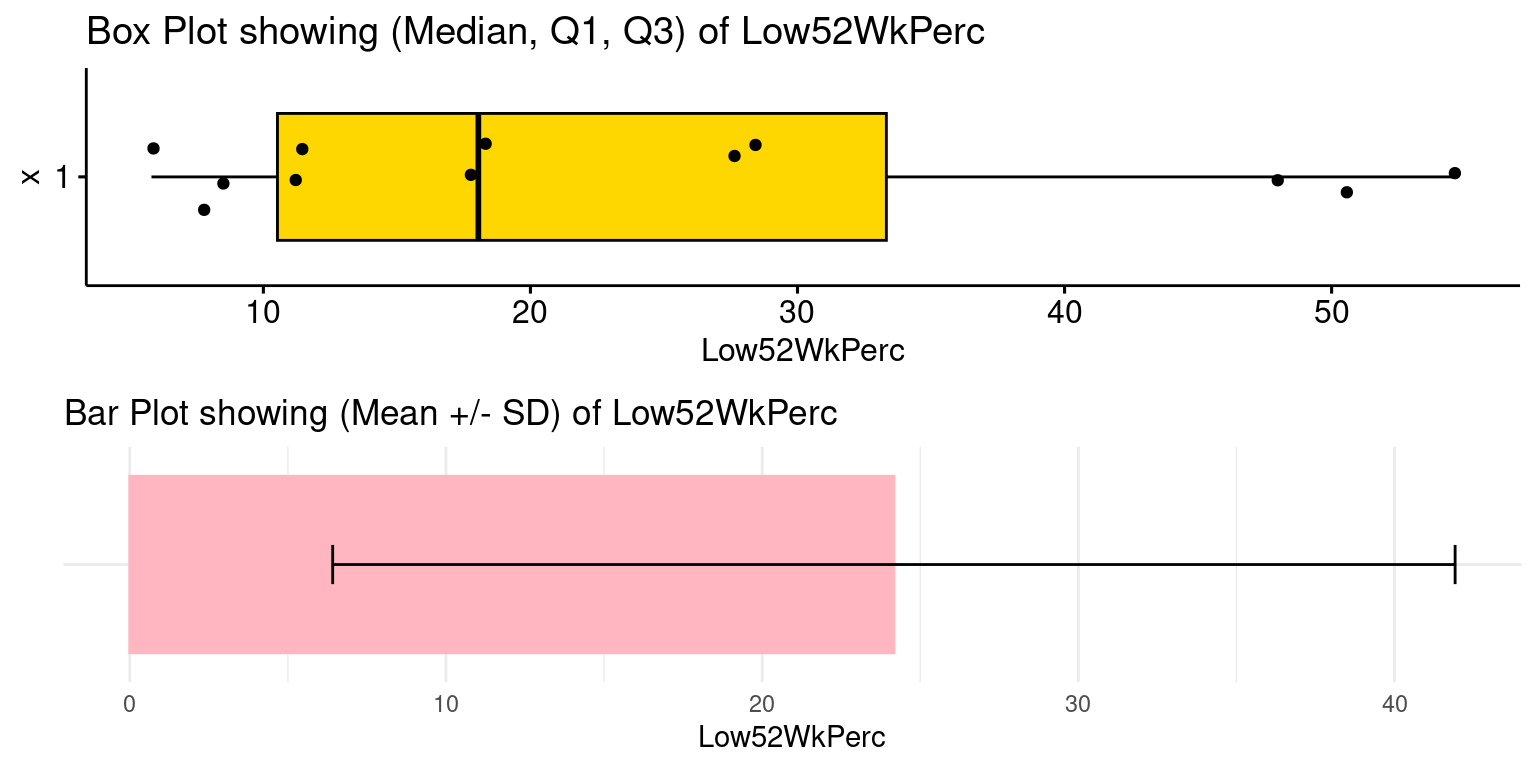 Box Plot showing (Median, Q1, Q3) of Low52WkPerc
x 1
10 20 30 40 50
Low52WkPerc
Bar Plot showing (Mean +/- SD) of Low52WkPerc
0 10 20 30 40
Low52WkPerc